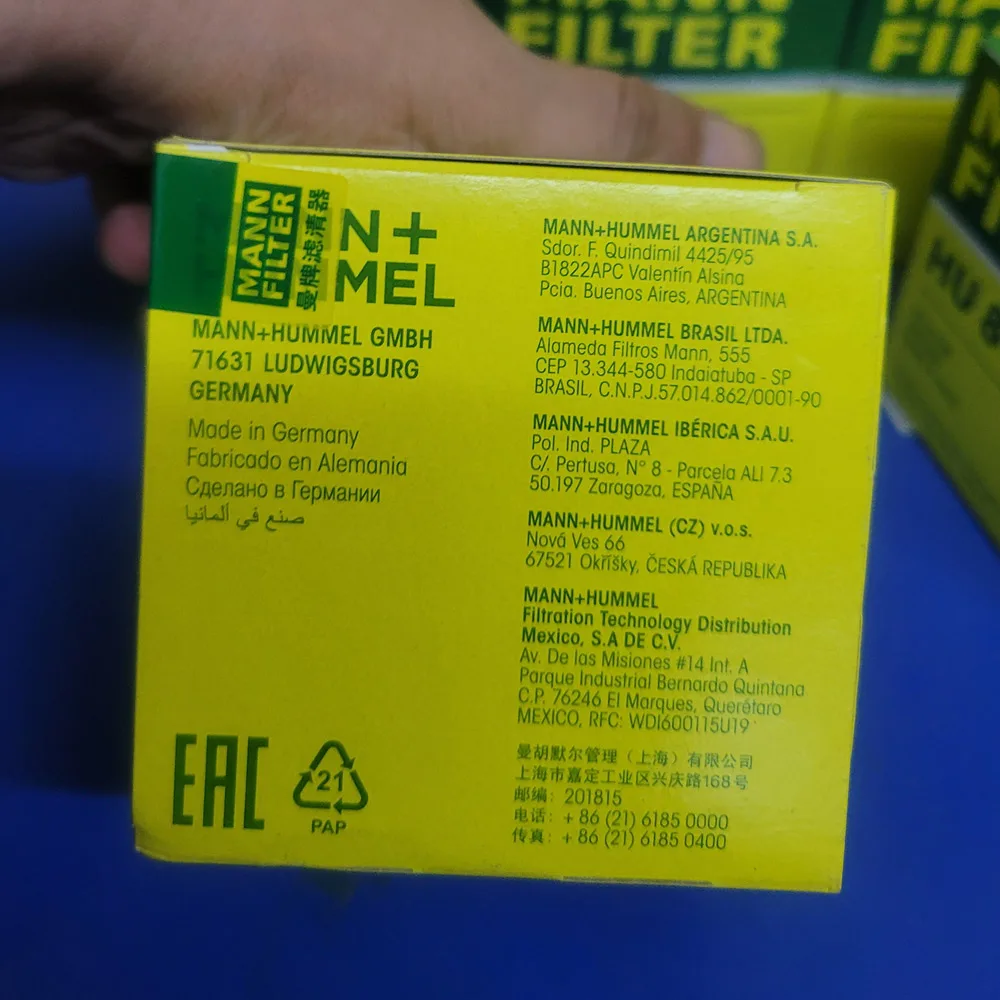 MANN
FILTER
曼牌滤清器
N+
MEL
MANN+HUMMEL GMBH
71631 LUDWIGSBURG
GERMANY
Made in Germany
Fabricado en Alemania
Сделано в Германии
صنع في ألمانيا
EAC
21
PAP
MANN+HUMMEL ARGENTINA S.A.
Sdor. F. Quindimil 4425/95
B1822APC Valentín Alsina
Pcia. Buenos Aires, ARGENTINA
MANN+HUMMEL BRASIL LTDA.
Alameda Filtros Mann, 555
CEP 13.344-580 Indaiatuba - SP
BRASIL, C.N.P.J.57.014.862/0001-90
MANN+HUMMEL IBÉRICA S.A.U.
Pol. Ind. PLAZA
C/. Pertusa, N° 8 - Parcela ALI 7.3
50.197 Zaragoza, ESPAÑA
MANN+HUMMEL (CZ) v.o.s.
Nová Ves 66
67521 Okříšky, ČESKÁ REPUBLIKA
MANN+HUMMEL
Filtration Technology Distribution
Mexico, S.A DE C.V.
Av. De las Misiones #14 Int. A
Parque Industrial Bernardo Quintana
C.P. 76246 El Marques, Querétaro
MEXICO, RFC: WDI600115U19
曼胡默尔管理（上海）有限公司
上海市嘉定工业区兴庆路168号
邮编: 201815
电话: + 86 (21) 6185 0000
传真: + 86 (21) 6185 0400
MANN
FILTER
HU 8